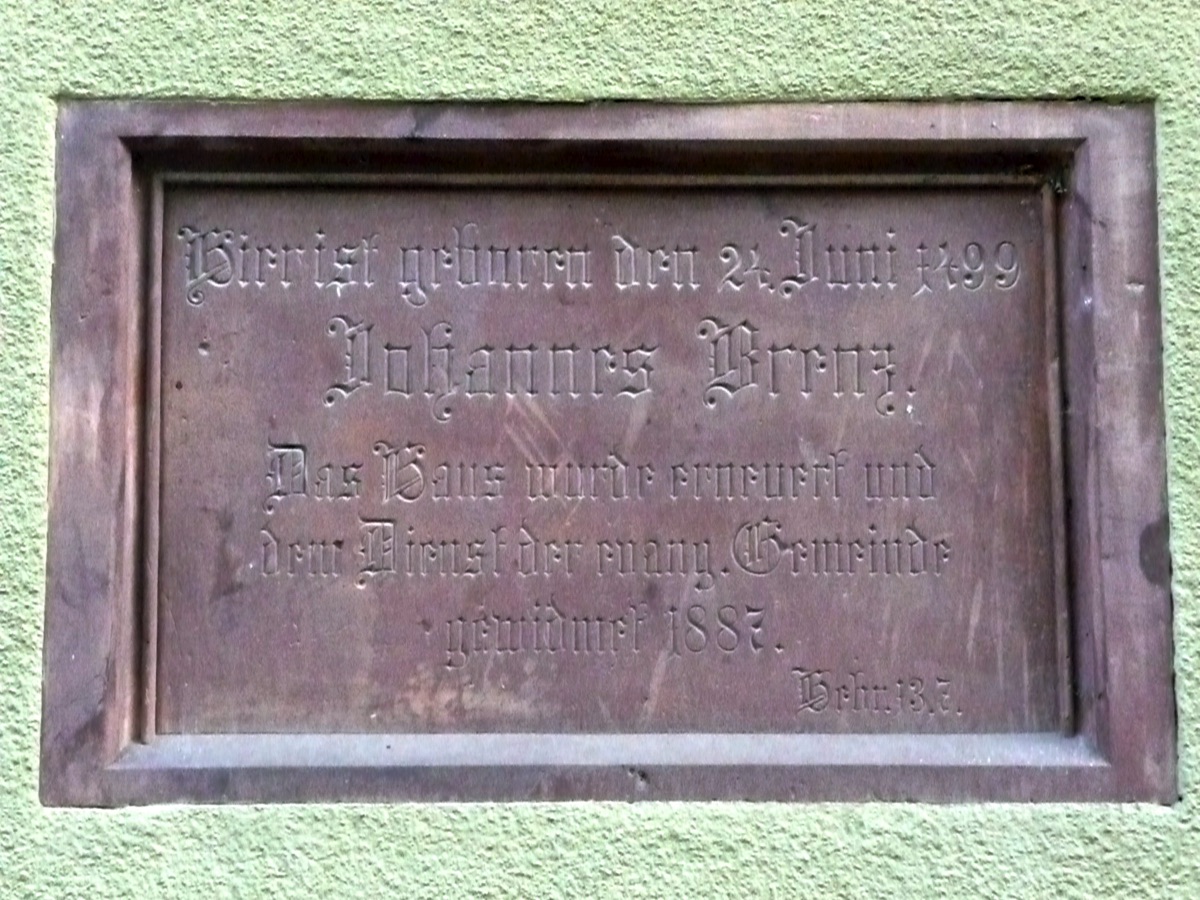 Hier ist geboren den 24. Juni 1499
Johannes Brenz.
Das Haus wurde erneuert und
dem Dienst der evang. Gemeinde
gewidmet 1887.
Hebr. 13,7.